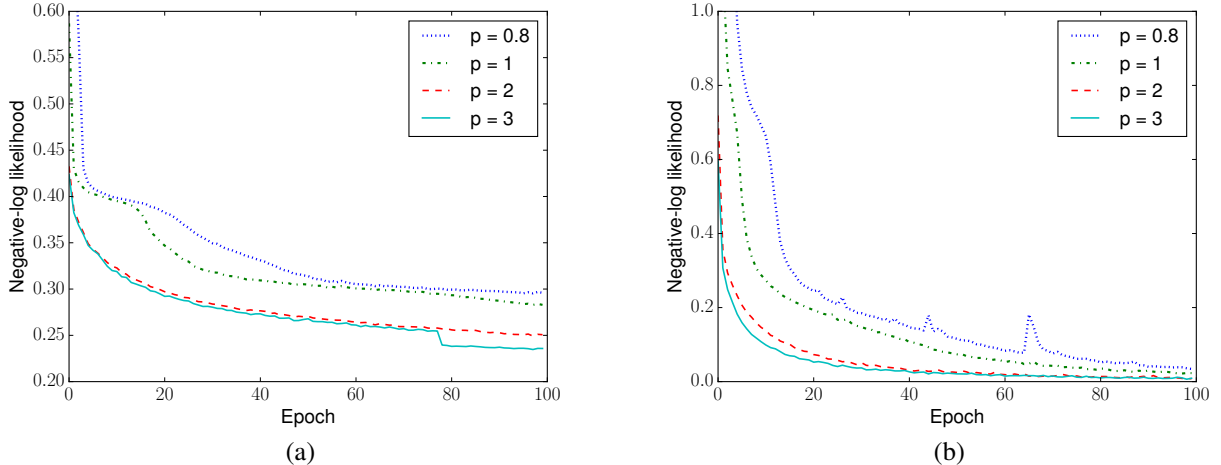 0.60
0.55
0.50
0.45
0.40
0.35
0.30
0.25
0.20
Negative-log likelihood
0 20 40 60 80 100
Epoch
p = 0.8
p = 1
p = 2
p = 3
(a)
1.0
0.8
0.6
0.4
0.2
0.0
Negative-log likelihood
0 20 40 60 80 100
Epoch
p = 0.8
p = 1
p = 2
p = 3
(b)